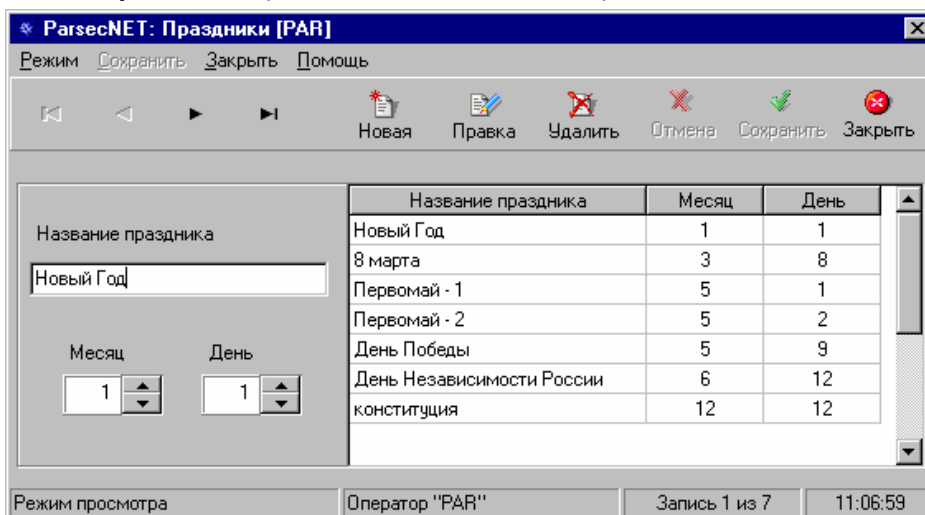 ParsecNET: Праздники [PAR]
Режим Сохранить Закрыть Помощь
Новая Правка Удалить Отмена Сохранить Закрыть
Название праздника Месяц День
Название праздника
Новый Год 1 1
Новый Год
8 марта 3 8
Первомай - 1 5 1
Первомай - 2 5 2
Месяц День
День Победы 5 9
1 1
День Независимости России 6 12
конституция 12 12
Режим просмотра Оператор "PAR" Запись 1 из 7 11:06:59